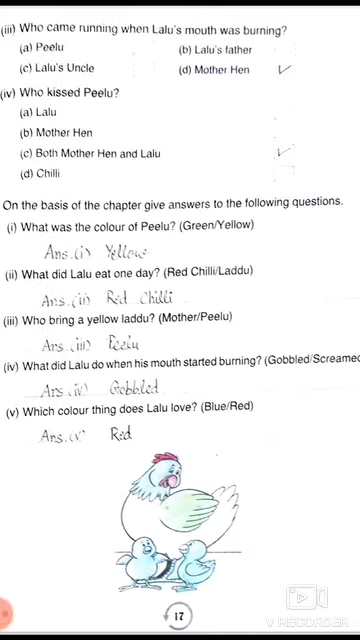 (iii) Who came running when Lalu's mouth was burning?
(a) Peelu (b) Lalu's father
(c) Lalu's Uncle (d) Mother Hen ✓
(iv) Who kissed Peelu?
(a) Lalu
(b) Mother Hen
(c) Both Mother Hen and Lalu ✓
(d) Chilli
On the basis of the chapter give answers to the following questions.
(i) What was the colour of Peelu? (Green/Yellow)
Ans. (i) Yellow
(ii) What did Lalu eat one day? (Red Chilli/Laddu)
Ans. (ii) Red Chilli
(iii) Who bring a yellow laddu? (Mother/Peelu)
Ans. (iii) Peelu
(iv) What did Lalu do when his mouth started burning? (Gobbled/Screamed
Ans. (iv) Gobbled
(v) Which colour thing does Lalu love? (Blue/Red)
Ans. (v) Red
17
V RECORDER